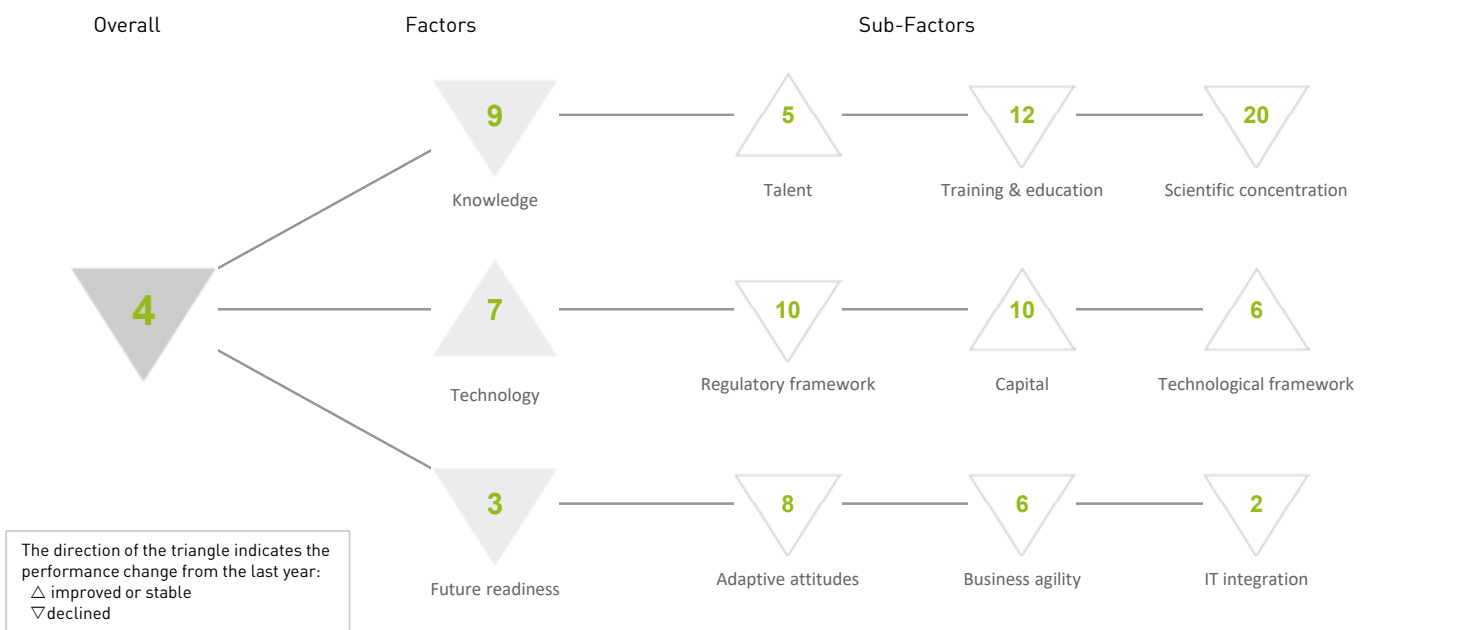 Overall Factors Sub-Factors
9 5 12 20
Knowledge Talent Training & education Scientific concentration
4 7 10 10 6
Technology Regulatory framework Capital Technological framework
3 8 6 2
Future readiness Adaptive attitudes Business agility IT integration
The direction of the triangle indicates the
performance change from the last year:
△ improved or stable
▽ declined